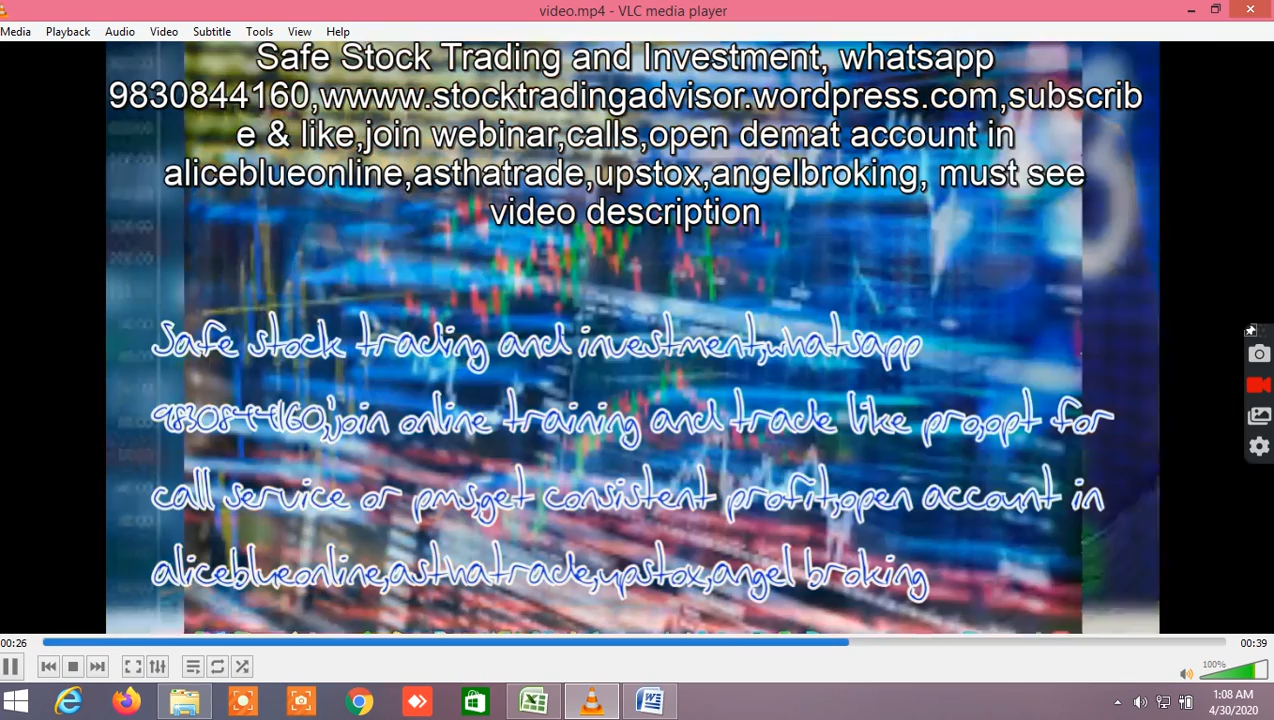 video.mp4 - VLC media player
Media Playback Audio Video Subtitle Tools View Help
Safe Stock Trading and Investment, whatsapp
9830844160,wwww.stocktradingadvisor.wordpress.com,subscrib
e & like,join webinar,calls,open demat account in
aliceblueonline,asthatrade,upstox,angelbroking, must see
video description
Safe stock trading and investment,whatsapp
9830844160,join online training and trade like pro,opt for
call service or pms,get consistent profit,open account in
aliceblueonline,asthatrade,upstox,angel broking
00:26 00:39
100%
1:08 AM
4/30/2020